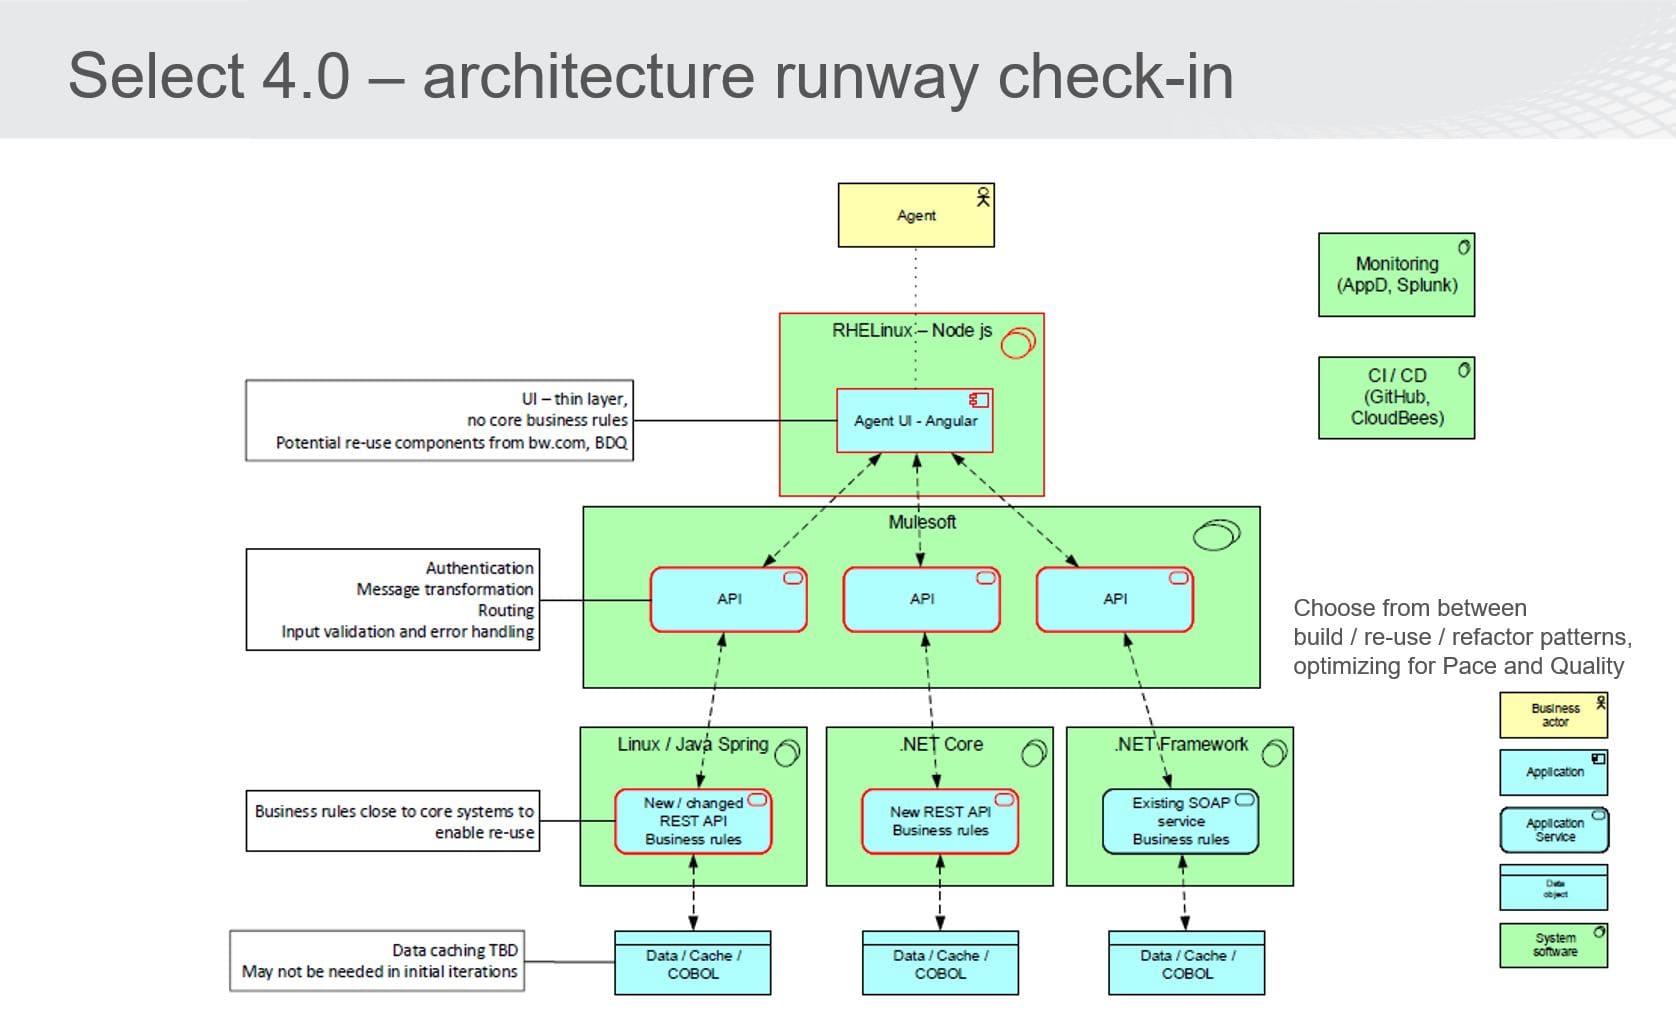 Select 4.0 – architecture runway check-in
Agent
Monitoring
(AppD, Splunk)
RHELinux – Node js
CI / CD
(GitHub,
CloudBees)
UI – thin layer,
no core business rules
Potential re-use components from bw.com, BDQ
Agent UI - Angular
Mulesoft
Authentication
Message transformation
Routing
Input validation and error handling
API
API
API
Choose from between
build / re-use / refactor patterns,
optimizing for Pace and Quality
Business
actor
Application
Application
Service
Data
object
System
software
Linux / Java Spring
.NET Core
.NET Framework
Business rules close to core systems to
enable re-use
New / changed
REST API
Business rules
New REST API
Business rules
Existing SOAP
service
Business rules
Data caching TBD
May not be needed in initial iterations
Data / Cache /
COBOL
Data / Cache /
COBOL
Data / Cache /
COBOL